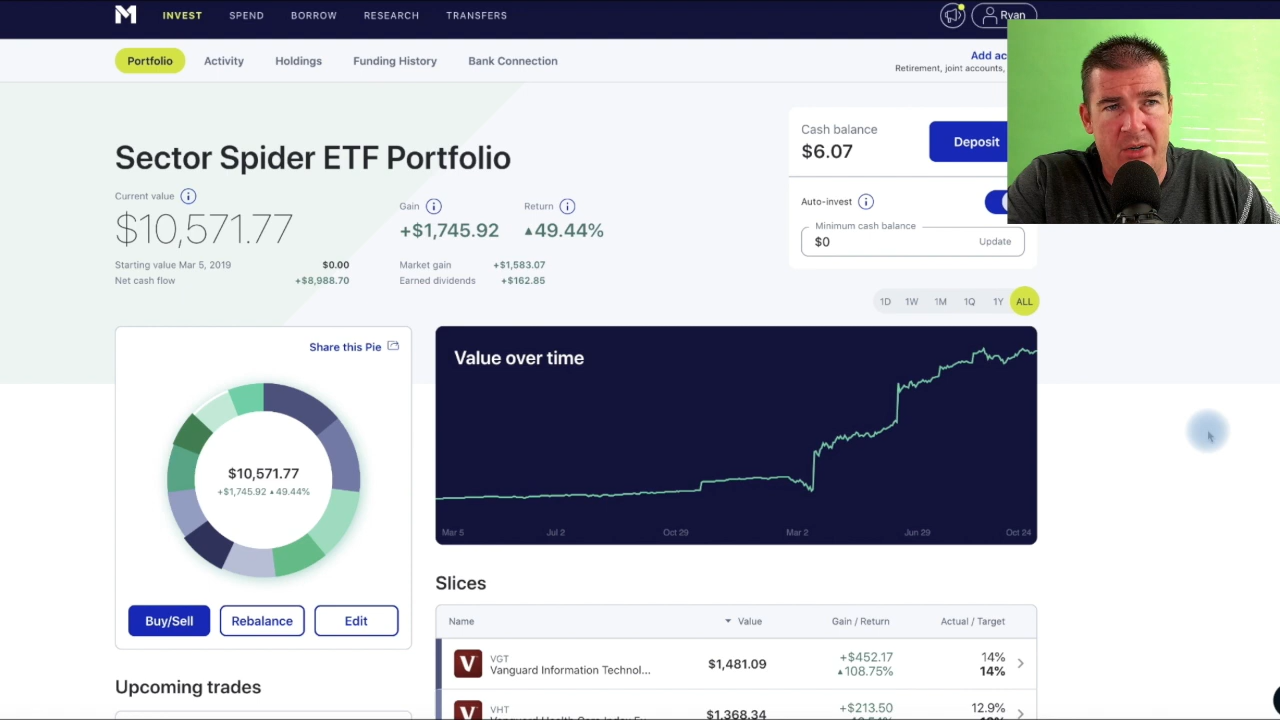 INVEST SPEND BORROW RESEARCH TRANSFERS Ryan
Portfolio Activity Holdings Funding History Bank Connection
Add ac
Retirement, joint accounts,
Sector Spider ETF Portfolio
Current value
$10,571.77
Starting value Mar 5, 2019 $0.00
Net cash flow +$8,988.70
Gain Return
+$1,745.92 ▲49.44%
Market gain +$1,583.07
Earned dividends +$162.85
Cash balance
$6.07
Deposit
Auto-invest
Minimum cash balance
$0 Update
1D 1W 1M 1Q 1Y ALL
Share this Pie
$10,571.77
+$1,745.92 ▲49.44%
Buy/Sell Rebalance Edit
Upcoming trades
Value over time
Mar 5 Jul 2 Oct 29 Mar 2 Jun 29 Oct 24
Slices
Name Value Gain / Return Actual / Target
V
VGT
Vanguard Information Technol...
$1,481.09
+$452.17
▲108.75%
14%
14%
V
VHT
$1,368.34
+$213.50
12.9%